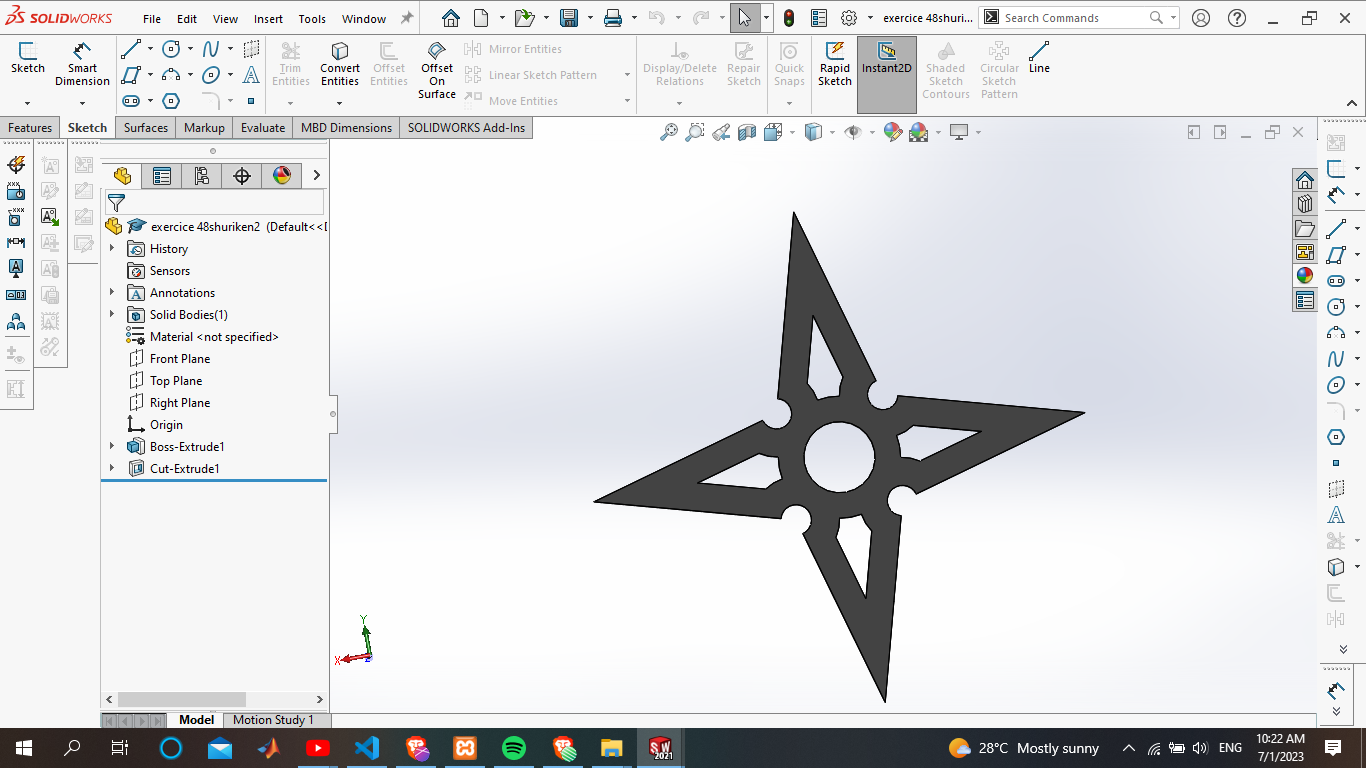 SOLIDWORKS File Edit View Insert Tools Window exercice 48shuri... Search Commands
Sketch Smart Dimension Trim Entities Convert Entities Offset Entities Offset On Surface Mirror Entities Linear Sketch Pattern Move Entities Display/Delete Relations Repair Sketch Quick Snaps Rapid Sketch Instant2D Shaded Sketch Contours Circular Sketch Pattern Line
Features Sketch Surfaces Markup Evaluate MBD Dimensions SOLIDWORKS Add-Ins
exercice 48shuriken2 (Default<<D
History
Sensors
Annotations
Solid Bodies(1)
Material <not specified>
Front Plane
Top Plane
Right Plane
Origin
Boss-Extrude1
Cut-Extrude1
Y
X
Z
Model Motion Study 1
SW 2021
28°C Mostly sunny ENG 10:22 AM
7/1/2023